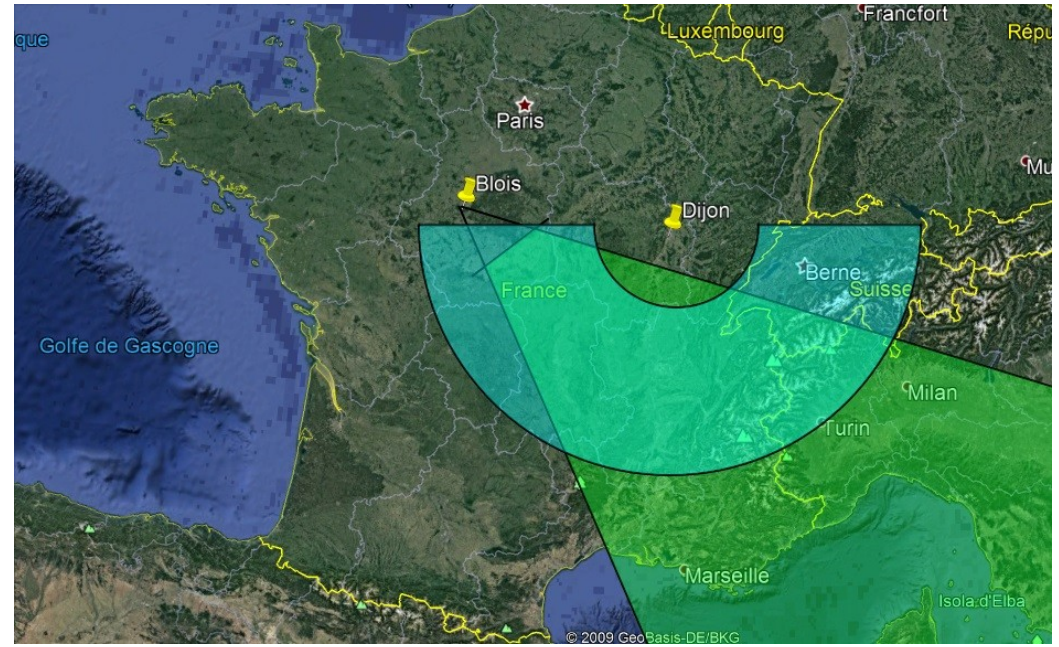 Francfort
Luxembourg
Répu
que
Paris
Mu
Blois
Dijon
Berne
Suisse
France
Golfe de Gascogne
Milan
Turin
Marseille
Isola d'Elba
© 2009 GeoBasis-DE/BKG